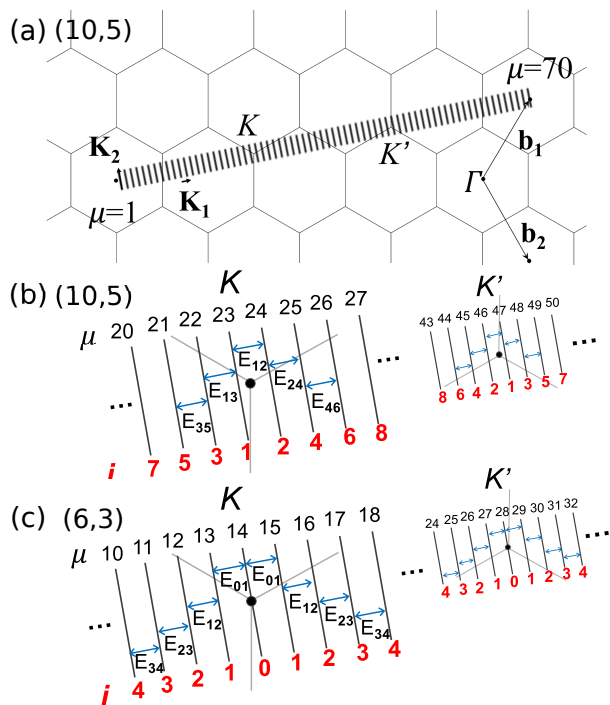 (a) (10,5)
μ=70
K
K₂
K'
b₁
K₁
Γ
μ=1
b₂
(b) (10,5)
K
K'
μ 20 21 22 23 24 25 26 27
43 44 45 46 47 48 49 50
E₁₂
E₁₃ E₂₄
... E₃₅ E₄₆ ... ...
i 7 5 3 1 2 4 6 8
8 6 4 2 1 3 5 7
(c) (6,3)
K
K'
μ 10 11 12 13 14 15 16 17 18
24 25 26 27 28 29 30 31 32
E₀₁ E₀₁
E₁₂ E₁₂
E₂₃ E₂₃
... E₃₄ E₃₄ ... ...
i 4 3 2 1 0 1 2 3 4
4 3 2 1 0 1 2 3 4